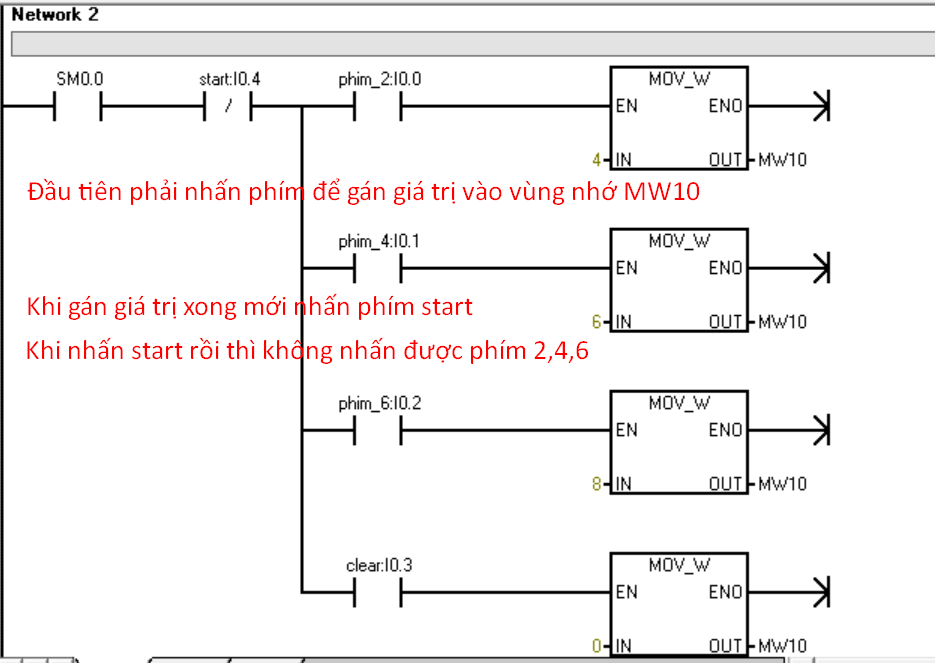 Network 2
SM0.0 start:I0.4 phim_2:I0.0 MOV_W
/ EN ENO
4 IN OUT MW10
Đầu tiên phải nhấn phím để gán giá trị vào vùng nhớ MW10
phim_4:I0.1 MOV_W
EN ENO
Khi gán giá trị xong mới nhấn phím start
6 IN OUT MW10
Khi nhấn start rồi thì không nhấn được phím 2,4,6
phim_6:I0.2 MOV_W
EN ENO
8 IN OUT MW10
clear:I0.3 MOV_W
EN ENO
0 IN OUT MW10